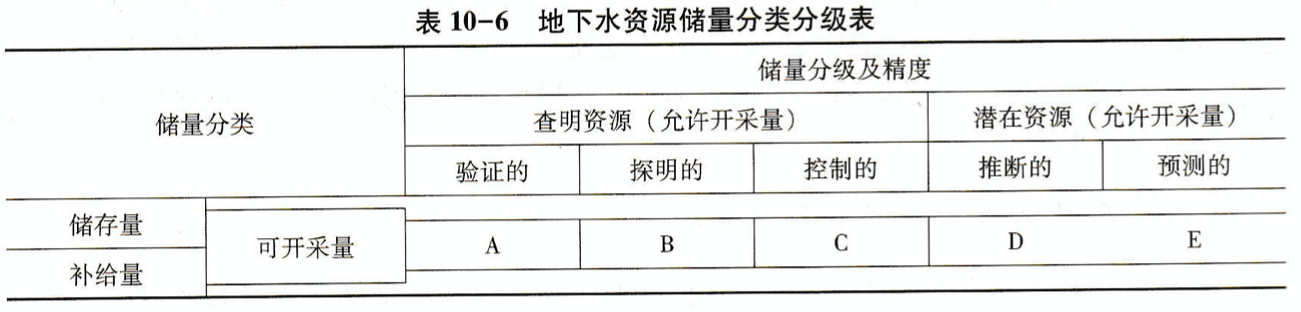 表 10-6 地下水资源储量分类分级表
储量分类
储量分级及精度
查明资源（允许开采量） 潜在资源（允许开采量）
验证的 探明的 控制的 推断的 预测的
储存量
可开采量 A B C D E
补给量